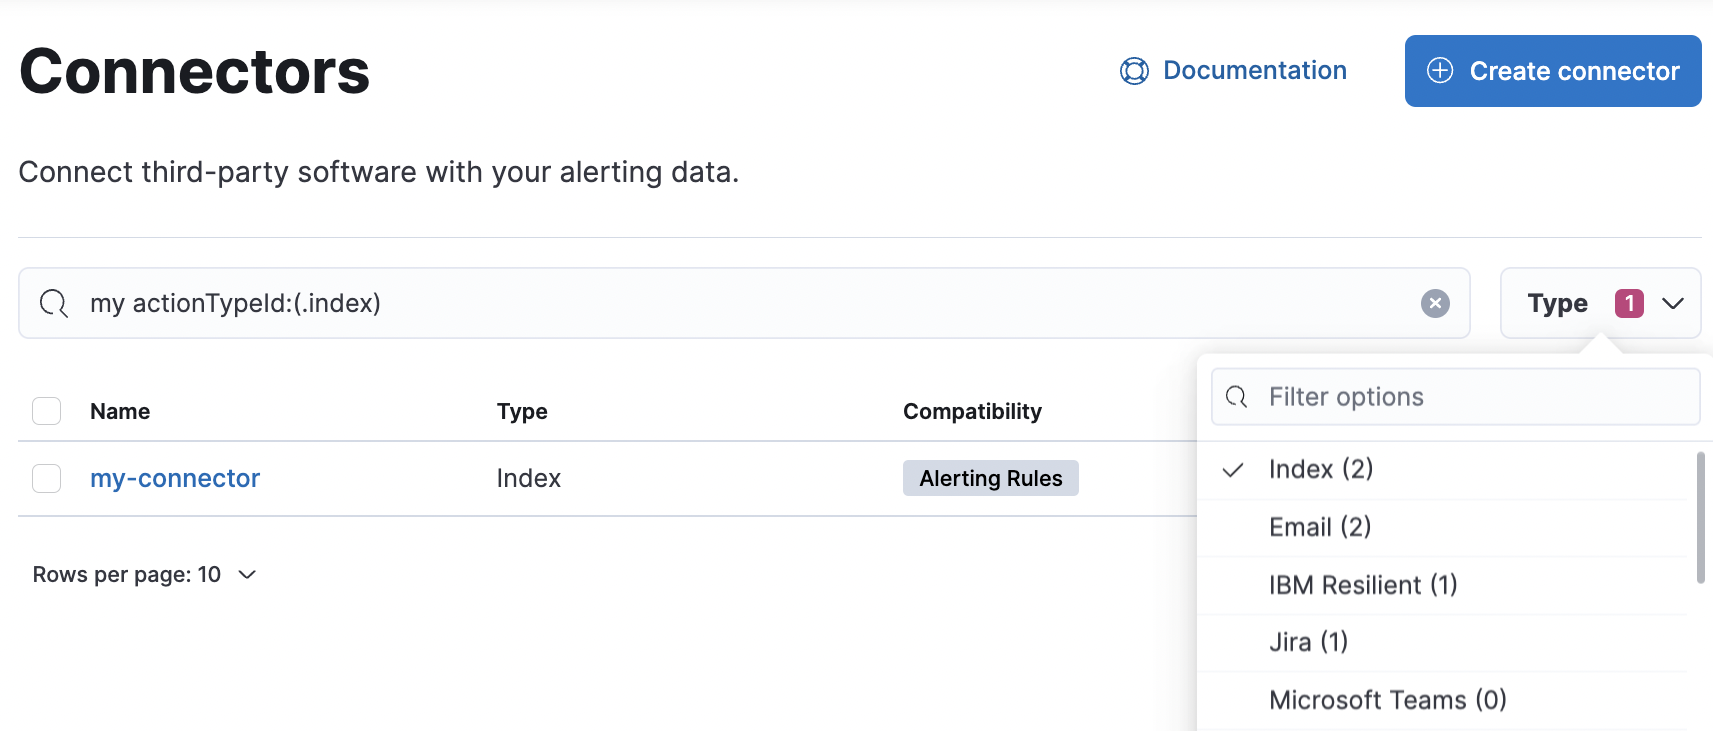 Connectors
Documentation
Create connector
Connect third-party software with your alerting data.
my actionTypeId:(.index)
Type 1
Filter options
Name Type Compatibility
my-connector Index Alerting Rules
Index (2)
Email (2)
IBM Resilient (1)
Jira (1)
Microsoft Teams (0)
Rows per page: 10